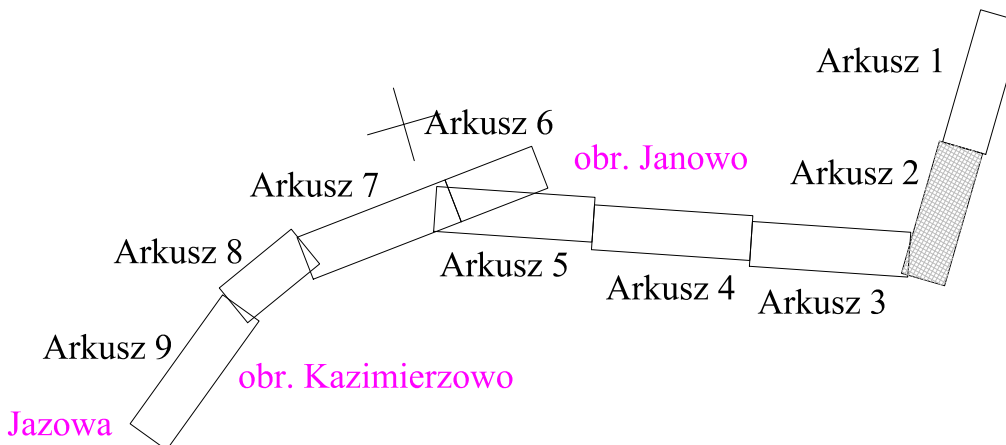 Arkusz 1
Arkusz 6
obr. Janowo
Arkusz 2
Arkusz 7
Arkusz 8
Arkusz 5
Arkusz 4
Arkusz 3
Arkusz 9
obr. Kazimierzowo
Jazowa